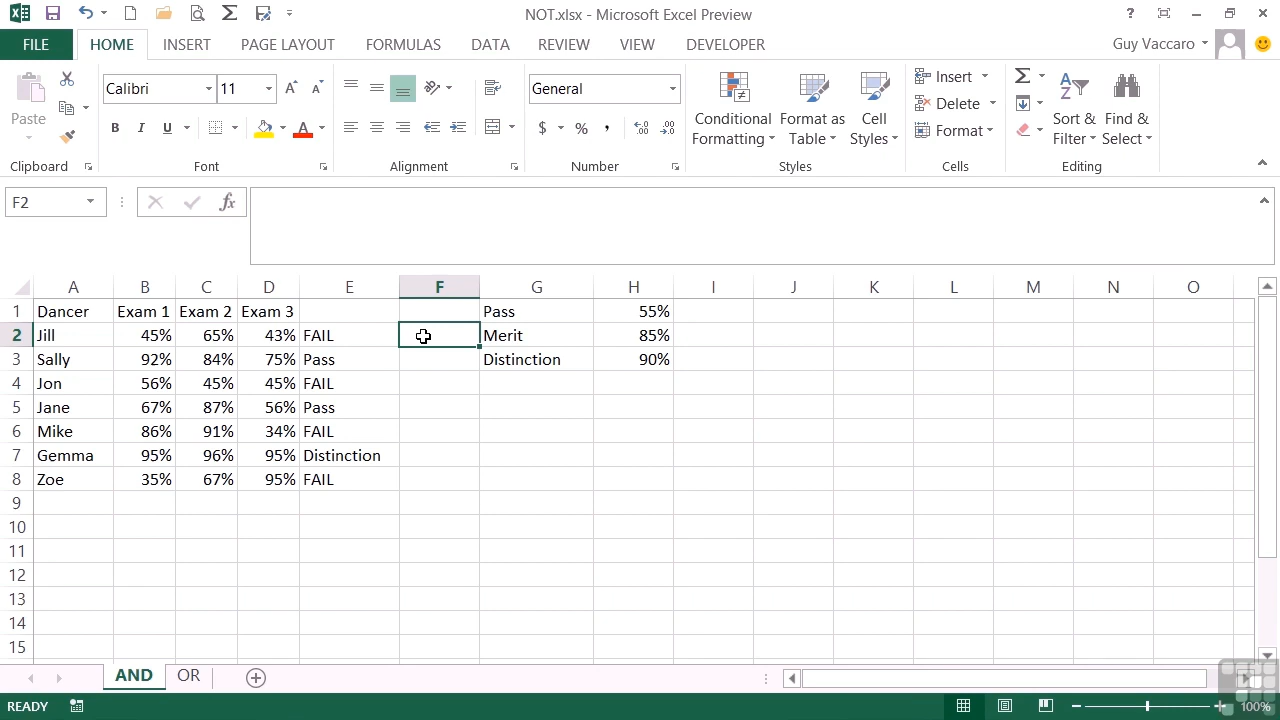 NOT.xlsx - Microsoft Excel Preview
FILE HOME INSERT PAGE LAYOUT FORMULAS DATA REVIEW VIEW DEVELOPER Guy Vaccaro
Paste
Calibri 11
B I U A
General
$ % ,
Conditional Formatting
Format as Table
Cell Styles
Insert
Delete
Format
Sort & Filter
Find & Select
Clipboard Font Alignment Number Styles Cells Editing
F2 fx
A B C D E F G H I J K L M N O
1 Dancer Exam 1 Exam 2 Exam 3 Pass 55%
2 Jill 45% 65% 43% FAIL Merit 85%
3 Sally 92% 84% 75% Pass Distinction 90%
4 Jon 56% 45% 45% FAIL
5 Jane 67% 87% 56% Pass
6 Mike 86% 91% 34% FAIL
7 Gemma 95% 96% 95% Distinction
8 Zoe 35% 67% 95% FAIL
9
10
11
12
13
14
15
AND OR
READY 100%